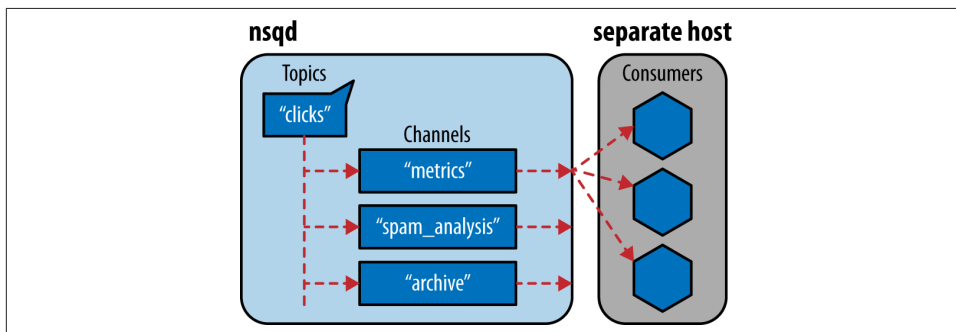 nsqd
separate host
Topics
Consumers
“clicks”
Channels
“metrics”
“spam_analysis”
“archive”